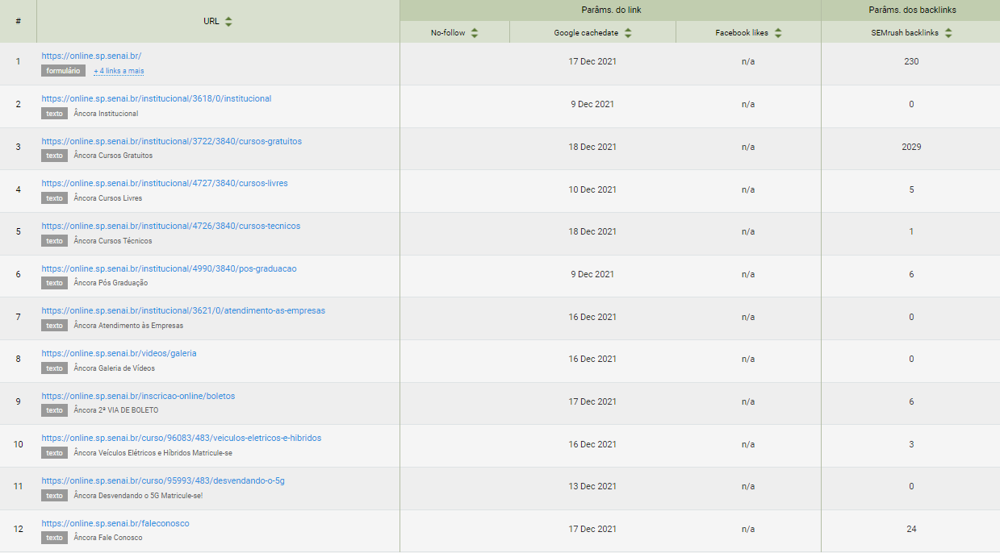 # URL Parâms. do link Parâms. dos backlinks
No-follow Google cachedate Facebook likes SEMrush backlinks
1 https://online.sp.senai.br/ 17 Dec 2021 n/a 230
formulário + 4 links a mais
2 https://online.sp.senai.br/institucional/3618/0/institucional 9 Dec 2021 n/a 0
texto Âncora Institucional
3 https://online.sp.senai.br/institucional/3722/3840/cursos-gratuitos 18 Dec 2021 n/a 2029
texto Âncora Cursos Gratuitos
4 https://online.sp.senai.br/institucional/4727/3840/cursos-livres 10 Dec 2021 n/a 5
texto Âncora Cursos Livres
5 https://online.sp.senai.br/institucional/4726/3840/cursos-tecnicos 18 Dec 2021 n/a 1
texto Âncora Cursos Técnicos
6 https://online.sp.senai.br/institucional/4990/3840/pos-graduacao 9 Dec 2021 n/a 6
texto Âncora Pós Graduação
7 https://online.sp.senai.br/institucional/3621/0/atendimento-as-empresas 16 Dec 2021 n/a 0
texto Âncora Atendimento às Empresas
8 https://online.sp.senai.br/videos/galeria 16 Dec 2021 n/a 0
texto Âncora Galeria de Vídeos
9 https://online.sp.senai.br/inscricao-online/boletos 17 Dec 2021 n/a 6
texto Âncora 2ª VIA DE BOLETO
10 https://online.sp.senai.br/curso/96083/483/veiculos-eletricos-e-hibridos 16 Dec 2021 n/a 3
texto Âncora Veículos Elétricos e Híbridos Matricule-se
11 https://online.sp.senai.br/curso/95993/483/desvendando-o-5g 13 Dec 2021 n/a 0
texto Âncora Desvendando o 5G Matricule-se!
12 https://online.sp.senai.br/faleconosco 17 Dec 2021 n/a 24
texto Âncora Fale Conosco